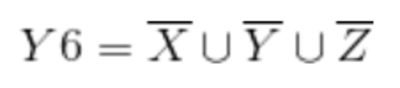 Y6 = X̅ ∪ Y̅ ∪ Z̅